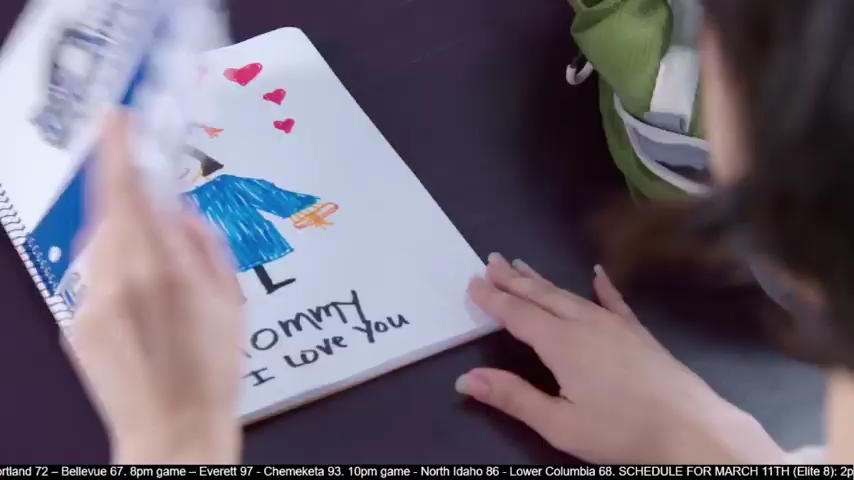 ommy
I love you
ortland 72 – Bellevue 67. 8pm game – Everett 97 - Chemeketa 93. 10pm game - North Idaho 86 - Lower Columbia 68. SCHEDULE FOR MARCH 11TH (Elite 8): 2p